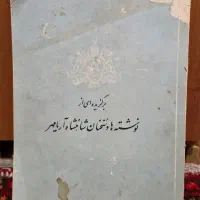 برگزیده‌ای از
نوشته‌ها و سخنان شاهنشاه آریامهر